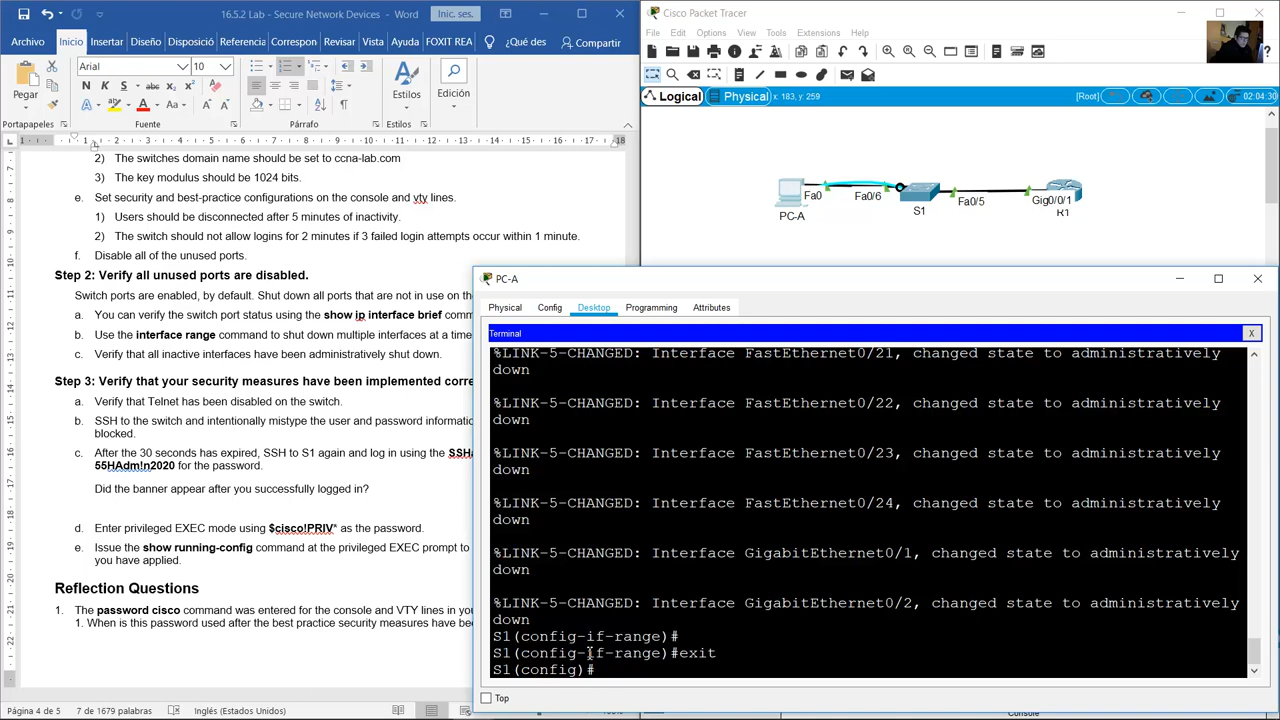 16.5.2 Lab - Secure Network Devices - Word
Inic. ses.
Archivo
Inicio
Insertar
Diseño
Disposició
Referencia
Correspon
Revisar
Vista
Ayuda
FOXIT REA
¿Qué des
Compartir
Pegar
Arial
10
N K S
Aa
Estilos
Edición
Portapapeles
Fuente
Párrafo
Estilos
2) The switches domain name should be set to ccna-lab.com
3) The key modulus should be 1024 bits.
e. Set security and best-practice configurations on the console and vty lines.
1) Users should be disconnected after 5 minutes of inactivity.
2) The switch should not allow logins for 2 minutes if 3 failed login attempts occur within 1 minute.
f. Disable all of the unused ports.
Step 2: Verify all unused ports are disabled.
Switch ports are enabled, by default. Shut down all ports that are not in use on the
a. You can verify the switch port status using the show ip interface brief comm
b. Use the interface range command to shut down multiple interfaces at a time
c. Verify that all inactive interfaces have been administratively shut down.
Step 3: Verify that your security measures have been implemented corre
a. Verify that Telnet has been disabled on the switch.
b. SSH to the switch and intentionally mistype the user and password informatio
blocked.
c. After the 30 seconds has expired, SSH to S1 again and log in using the SSHa
55HAdm!n2020 for the password.
Did the banner appear after you successfully logged in?
d. Enter privileged EXEC mode using $cisco!PRIV* as the password.
e. Issue the show running-config command at the privileged EXEC prompt to
you have applied.
Reflection Questions
1. The password cisco command was entered for the console and VTY lines in you
1. When is this password used after the best practice security measures have bee
Página 4 de 5
7 de 1679 palabras
Inglés (Estados Unidos)
Cisco Packet Tracer
File Edit Options View Tools Extensions Help
Logical
Physical
x: 183, y: 259
[Root]
02:04:30
Fa0
Fa0/6
Fa0/5
Gig0/0/1
PC-A
S1
R1
PC-A
Physical Config Desktop Programming Attributes
Terminal
X
%LINK-5-CHANGED: Interface FastEthernet0/21, changed state to administratively
down
%LINK-5-CHANGED: Interface FastEthernet0/22, changed state to administratively
down
%LINK-5-CHANGED: Interface FastEthernet0/23, changed state to administratively
down
%LINK-5-CHANGED: Interface FastEthernet0/24, changed state to administratively
down
%LINK-5-CHANGED: Interface GigabitEthernet0/1, changed state to administratively
down
%LINK-5-CHANGED: Interface GigabitEthernet0/2, changed state to administratively
down
S1(config-if-range)#
S1(config-if-range)#exit
S1(config)#
Top
Console